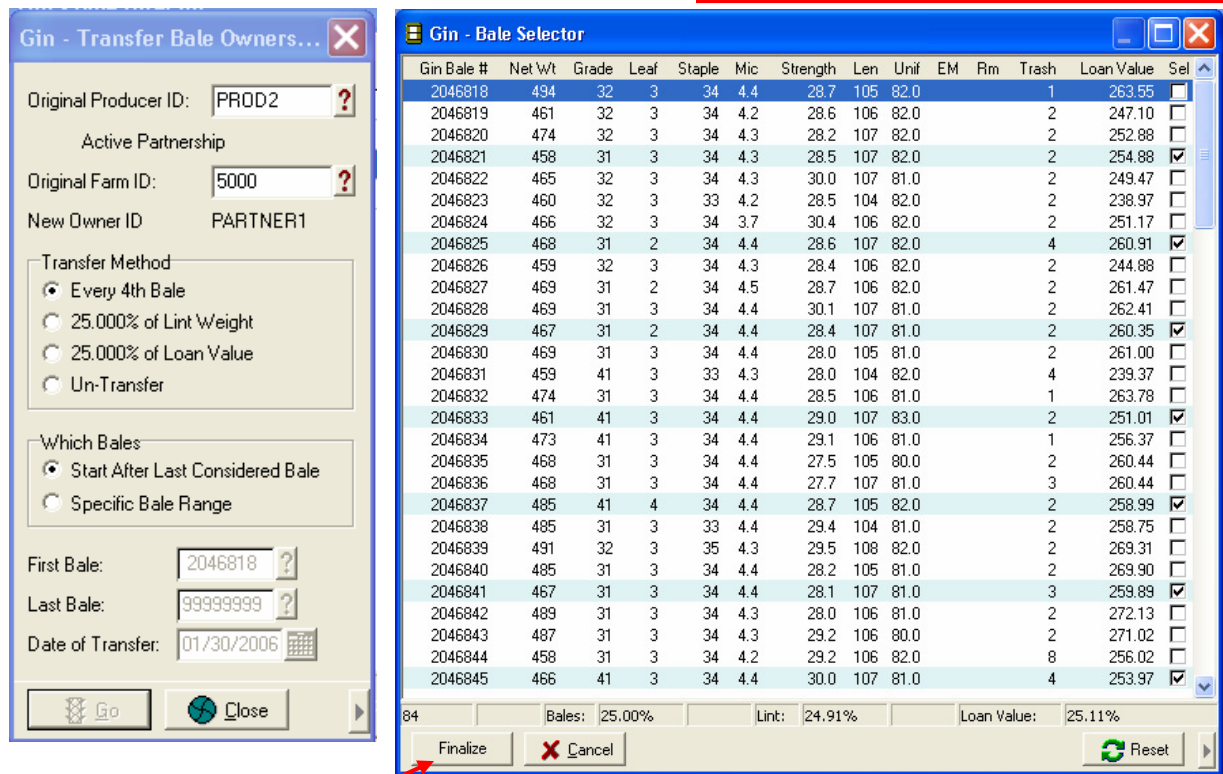 Gin - Transfer Bale Owners...
Original Producer ID: PROD2 ?
Active Partnership
Original Farm ID: 5000 ?
New Owner ID PARTNER1
Transfer Method
Every 4th Bale
25.000% of Lint Weight
25.000% of Loan Value
Un-Transfer
Which Bales
Start After Last Considered Bale
Specific Bale Range
First Bale: 2046818 ?
Last Bale: 99999999 ?
Date of Transfer: 01/30/2006
Go Close
Gin - Bale Selector
Gin Bale # Net Wt Grade Leaf Staple Mic Strength Len Unif EM Rm Trash Loan Value Sel
2046818 494 32 3 34 4.4 28.7 105 82.0 1 263.55
2046819 461 32 3 34 4.2 28.6 106 82.0 2 247.10
2046820 474 32 3 34 4.3 28.2 107 82.0 2 252.88
2046821 458 31 3 34 4.3 28.5 107 82.0 2 254.88
2046822 465 32 3 34 4.3 30.0 107 81.0 2 249.47
2046823 460 32 3 33 4.2 28.5 104 82.0 2 238.97
2046824 466 32 3 34 3.7 30.4 106 82.0 2 251.17
2046825 468 31 2 34 4.4 28.6 107 82.0 4 260.91
2046826 459 32 3 34 4.3 28.4 106 82.0 2 244.88
2046827 469 31 2 34 4.5 28.7 106 82.0 2 261.47
2046828 469 31 3 34 4.4 30.1 107 81.0 2 262.41
2046829 467 31 2 34 4.4 28.4 107 81.0 2 260.35
2046830 469 31 3 34 4.4 28.0 105 81.0 2 261.00
2046831 459 41 3 33 4.3 28.0 104 82.0 4 239.37
2046832 474 31 3 34 4.4 28.5 106 81.0 1 263.78
2046833 461 41 3 34 4.4 29.0 107 83.0 2 251.01
2046834 473 41 3 34 4.4 29.1 106 81.0 1 256.37
2046835 468 31 3 34 4.4 27.5 105 80.0 2 260.44
2046836 468 31 3 34 4.4 27.7 107 81.0 3 260.44
2046837 485 41 4 34 4.4 28.7 105 82.0 2 258.99
2046838 485 31 3 33 4.4 29.4 104 81.0 2 258.75
2046839 491 32 3 35 4.3 29.5 108 82.0 2 269.31
2046840 485 31 3 34 4.4 28.2 105 81.0 2 269.90
2046841 467 31 3 34 4.4 28.1 107 81.0 3 259.89
2046842 489 31 3 34 4.3 28.0 106 81.0 2 272.13
2046843 487 31 3 34 4.3 29.2 106 80.0 2 271.02
2046844 458 31 3 34 4.2 29.2 106 82.0 8 256.02
2046845 466 41 3 34 4.4 30.0 107 81.0 4 253.97
84 Bales: 25.00% Lint: 24.91% Loan Value: 25.11%
Finalize Cancel Reset